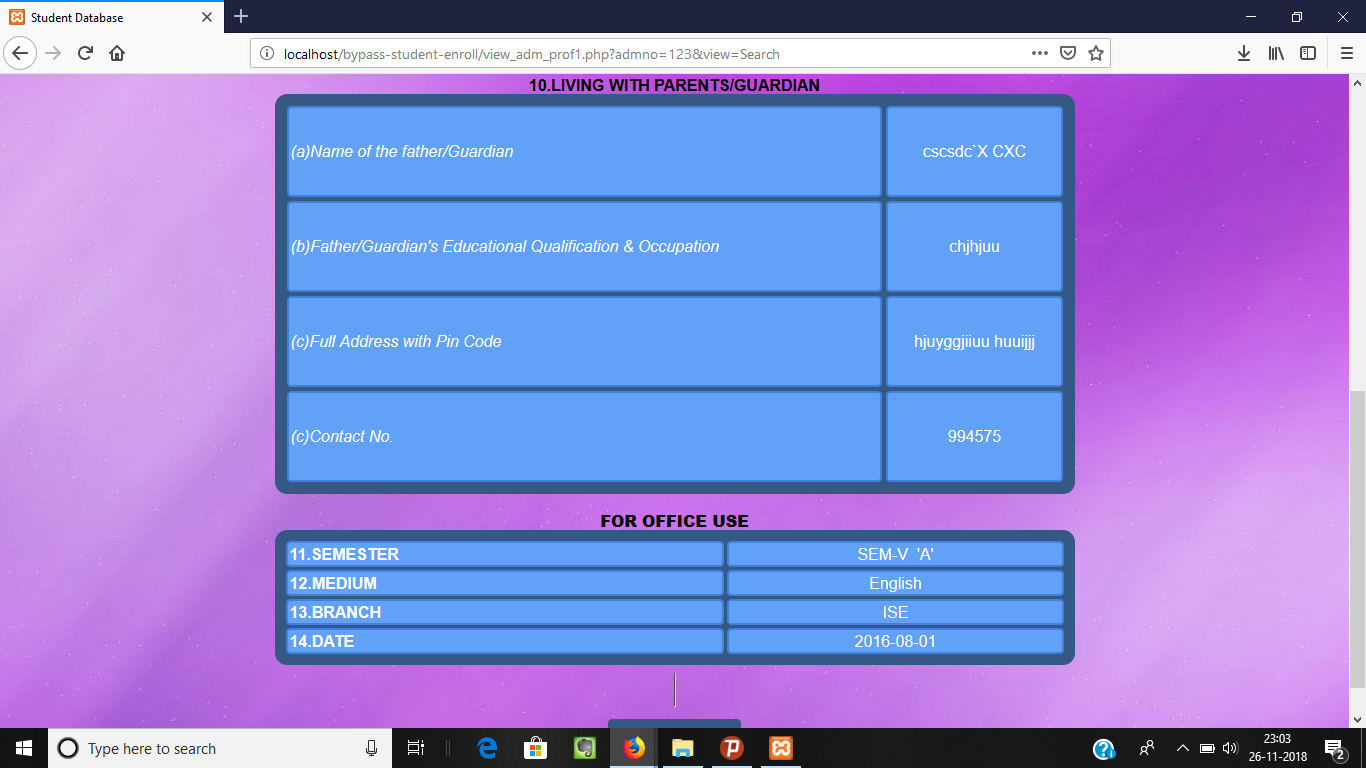 Student Database
localhost/bypass-student-enroll/view_adm_prof1.php?admno=123&view=Search
10.LIVING WITH PARENTS/GUARDIAN
(a)Name of the father/Guardian cscsdc`X CXC
(b)Father/Guardian's Educational Qualification & Occupation chjhjuu
(c)Full Address with Pin Code hjuyggjiiuu huuijjj
(c)Contact No. 994575
FOR OFFICE USE
11.SEMESTER SEM-V 'A'
12.MEDIUM English
13.BRANCH ISE
14.DATE 2016-08-01
Type here to search
23:03
26-11-2018
2